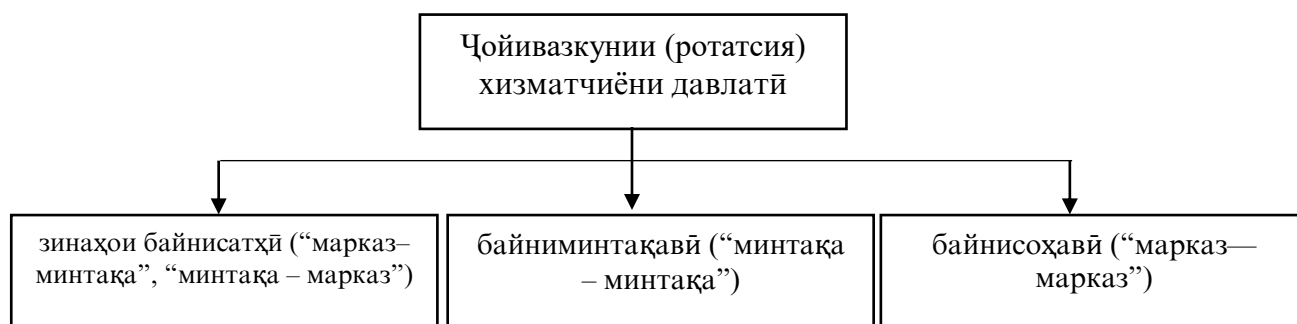 Ҷойивазкунии (ротатсия)
хизматчиёни давлатӣ
зинаҳои байнисатҳӣ (“марказ–
минтақа”, “минтақа – марказ”)
байниминтақавӣ (“минтақа
– минтақа”)
байнисоҳавӣ (“марказ—
марказ”)